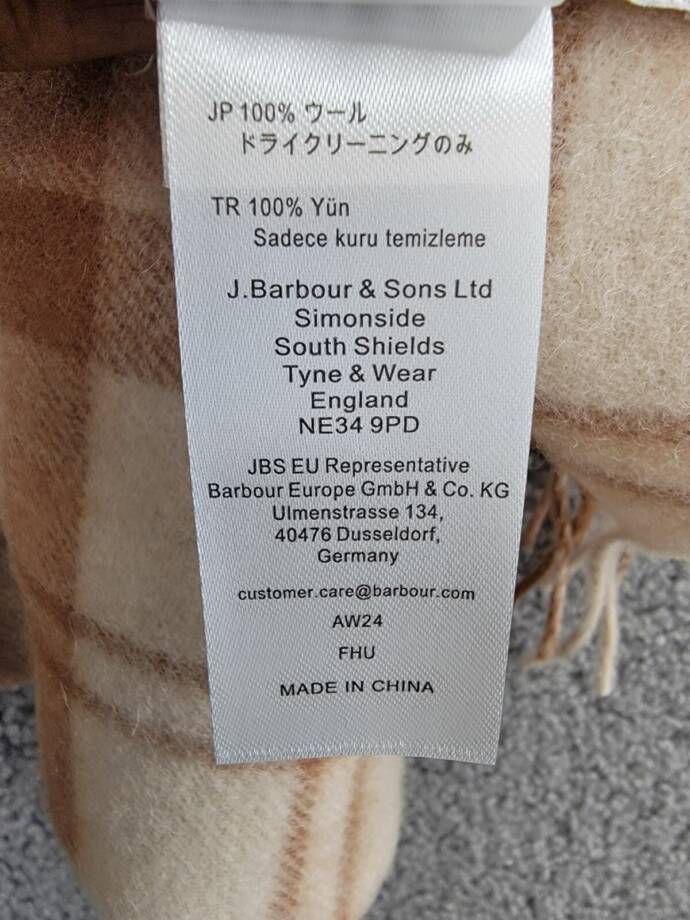 JP 100% ウール
ドライクリーニングのみ
TR 100% Yün
Sadece kuru temizleme
J.Barbour & Sons Ltd
Simonside
South Shields
Tyne & Wear
England
NE34 9PD
JBS EU Representative
Barbour Europe GmbH & Co. KG
Ulmenstrasse 134,
40476 Dusseldorf,
Germany
customer.care@barbour.com
AW24
FHU
MADE IN CHINA